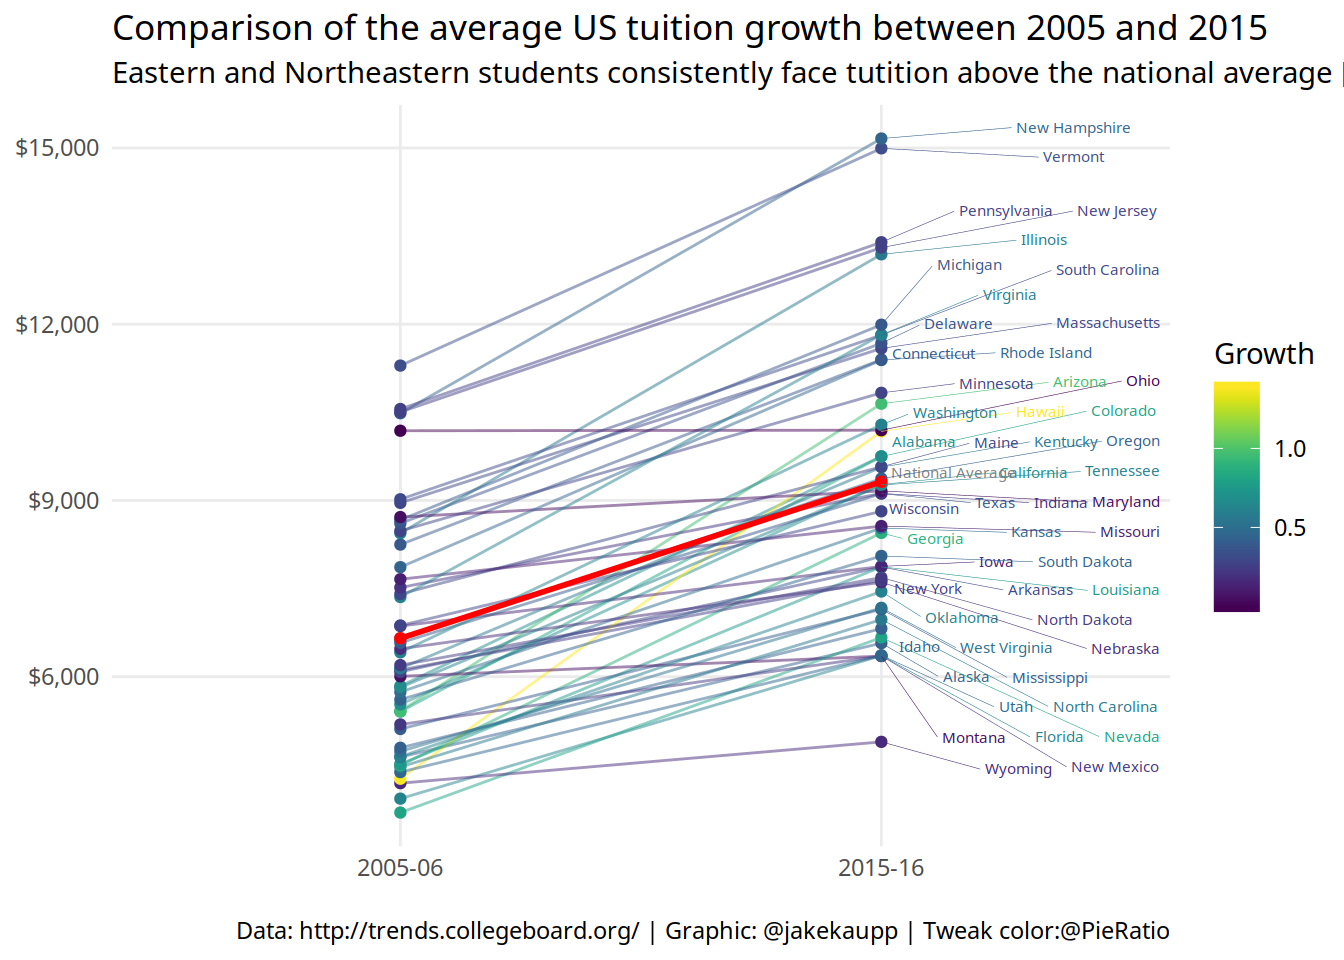 Comparison of the average US tuition growth between 2005 and 2015
Eastern and Northeastern students consistently face tutition above the national average
$15,000
$12,000
$9,000
$6,000
New Hampshire
Vermont
Pennsylvania
New Jersey
Illinois
Michigan
South Carolina
Virginia
Delaware
Massachusetts
Connecticut
Rhode Island
Minnesota
Arizona
Ohio
Washington
Hawaii
Colorado
Alabama
Maine
Kentucky
Oregon
National Average
California
Tennessee
Wisconsin
Texas
Indiana
Maryland
Georgia
Kansas
Missouri
Iowa
South Dakota
New York
Arkansas
Louisiana
Oklahoma
North Dakota
Idaho
West Virginia
Nebraska
Alaska
Mississippi
Utah
North Carolina
Montana
Florida
Nevada
Wyoming
New Mexico
Growth
1.0
0.5
2005-06
2015-16
Data: http://trends.collegeboard.org/ | Graphic: @jakekaupp | Tweak color:@PieRatio